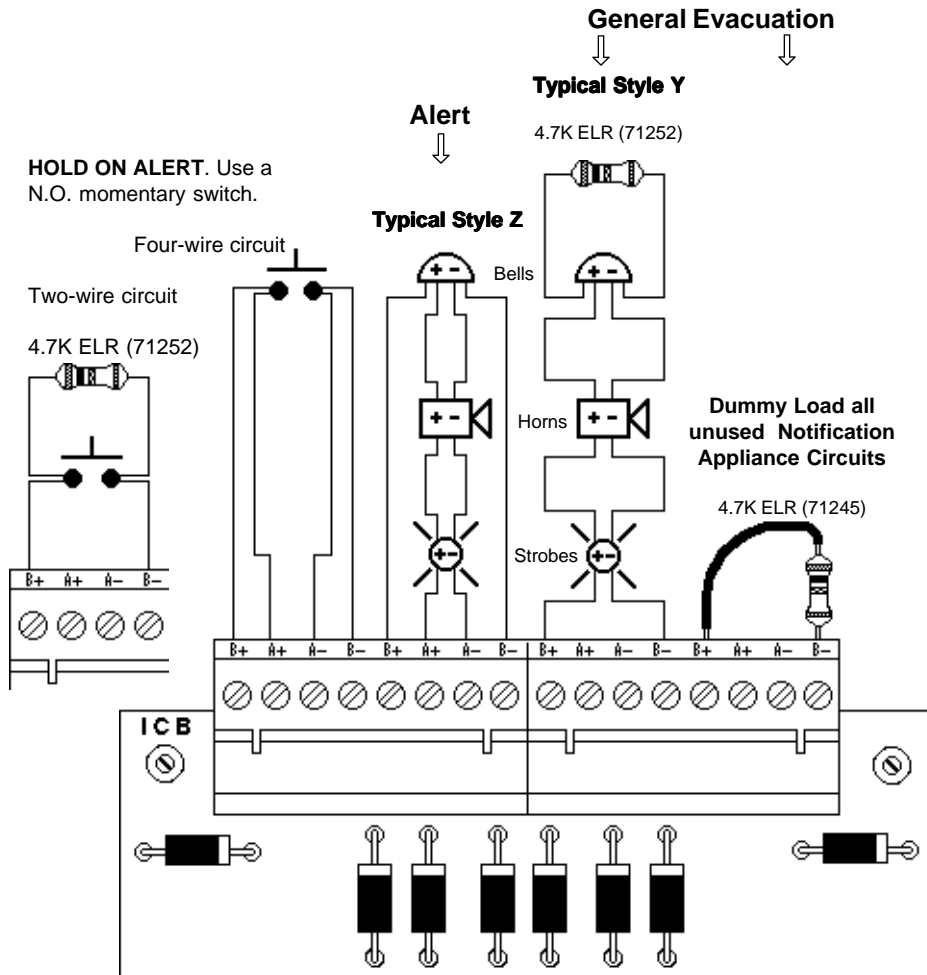 General Evacuation
Typical Style Y
4.7K ELR (71252)
Alert
HOLD ON ALERT. Use a
N.O. momentary switch.
Typical Style Z
Four-wire circuit
Bells
+ -
+ -
Two-wire circuit
4.7K ELR (71252)
Horns
+ -
+ -
Dummy Load all
unused Notification
Appliance Circuits
4.7K ELR (71245)
Strobes
+-
+-
B+ A+ A- B-
B+ A+ A- B- B+ A+ A- B- B+ A+ A- B- B+ A+ A- B-
ICB